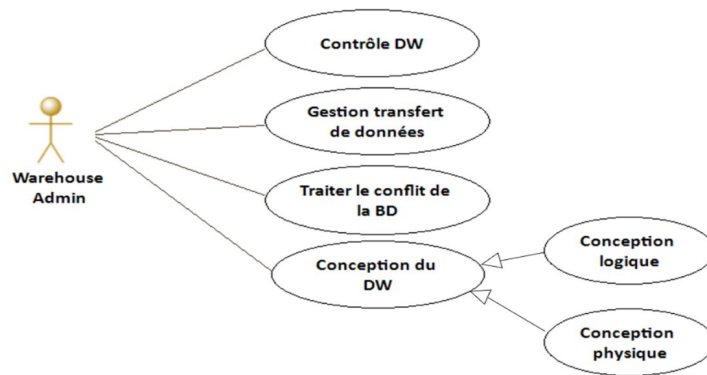 Contrôle DW
Gestion transfert
de données
Warehouse
Admin
Traiter le conflit de
la BD
Conception du
DW
Conception
logique
Conception
physique